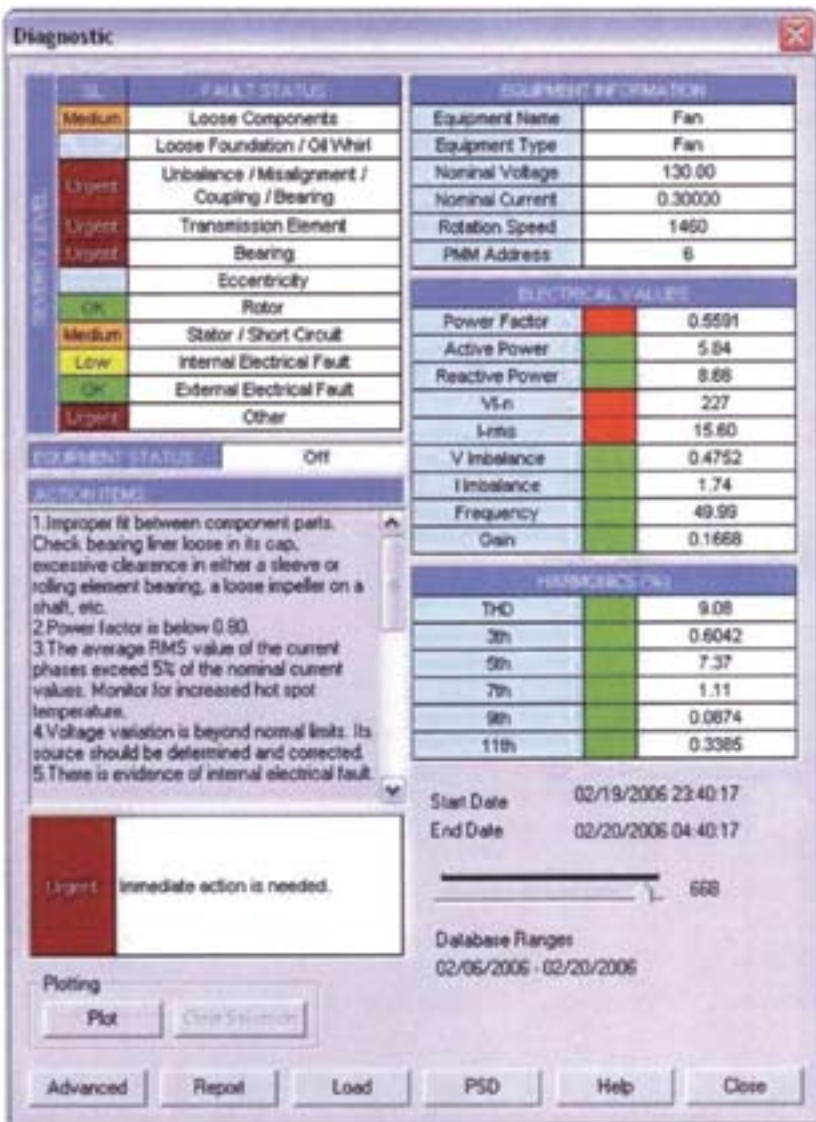 Diagnostic
SL FAULT STATUS
SEVERITY LEVEL
Medium Loose Components
Loose Foundation / Oil Whirl
Urgent Unbalance / Misalignment /
Coupling / Bearing
Urgent Transmission Element
Urgent Bearing
Eccentricity
OK Rotor
Medium Stator / Short Circuit
Low Internal Electrical Fault
OK External Electrical Fault
Urgent Other
EQUIPMENT STATUS Off
ACTION ITEMS
1.Improper fit between component parts.
Check bearing liner loose in its cap,
excessive clearence in either a sleeve or
rolling element bearing, a loose impeller on a
shaft, etc.
2.Power factor is below 0.80.
3.The average RMS value of the current
phases exceed 5% of the nominal current
values. Monitor for increased hot spot
temperature.
4.Voltage variation is beyond normal limits. Its
source should be determined and corrected.
5.There is evidence of internal electrical fault.
Urgent Immediate action is needed.
Plotting
Plot Clear Selection
EQUIPMENT INFORMATION
Equipment Name Fan
Equipment Type Fan
Nominal Voltage 130.00
Nominal Current 0.30000
Rotation Speed 1460
PMM Address 6
ELECTRICAL VALUES
Power Factor 0.5591
Active Power 5.84
Reactive Power 8.66
Vl-n 227
I-rms 15.60
V Imbalance 0.4752
I Imbalance 1.74
Frequency 49.99
Gain 0.1668
HARMONICS (%)
THD 9.08
3th 0.6042
5th 7.37
7th 1.11
9th 0.0874
11th 0.3385
Start Date 02/19/2006 23:40:17
End Date 02/20/2006 04:40:17
668
Database Ranges
02/06/2006 - 02/20/2006
Advanced Report Load PSD Help Close